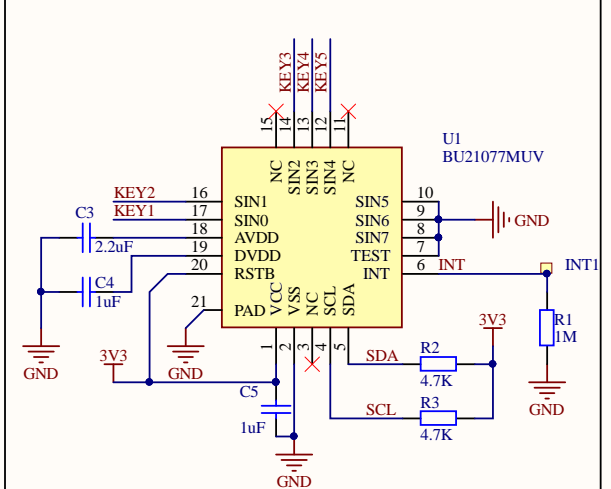 KEY3
KEY4
KEY5
15
14
13
12
11
NC
SIN2
SIN3
SIN4
NC
U1
BU21077MUV
KEY2
16
SIN1
SIN5
10
KEY1
17
SIN0
SIN6
9
GND
C3
18
AVDD
SIN7
8
2.2uF
19
DVDD
TEST
7
C4
20
RSTB
INT
6
INT
INT1
1uF
21
PAD
VCC
VSS
NC
SCL
SDA
R1
1M
1
2
3
4
5
3V3
GND
3V3
GND
SDA
R2
4.7K
GND
C5
1uF
SCL
R3
4.7K
GND